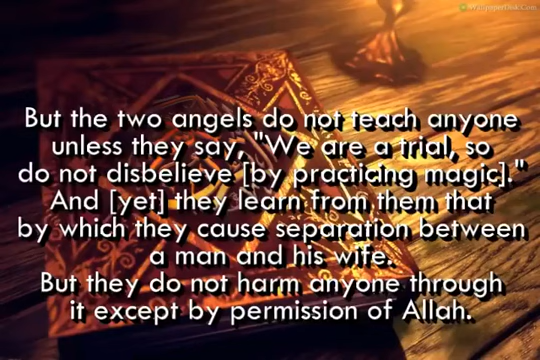 WallpaperDisk.Com
But the two angels do not teach anyone
unless they say, "We are a trial, so
do not disbelieve [by practicing magic]."
And [yet] they learn from them that
by which they cause separation between
a man and his wife.
But they do not harm anyone through
it except by permission of Allah.